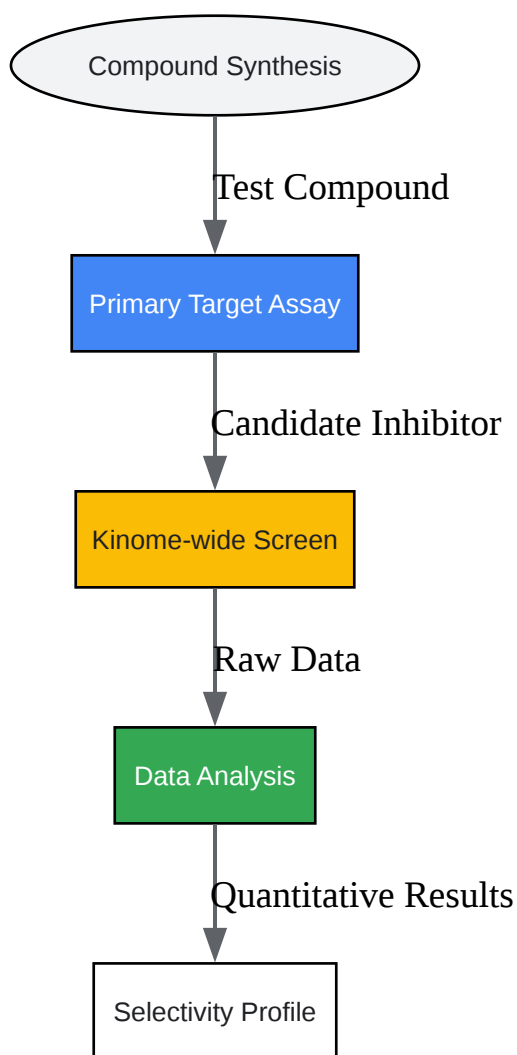 Compound Synthesis
Test Compound
Primary Target Assay
Candidate Inhibitor
Kinome-wide Screen
Raw Data
Data Analysis
Quantitative Results
Selectivity Profile